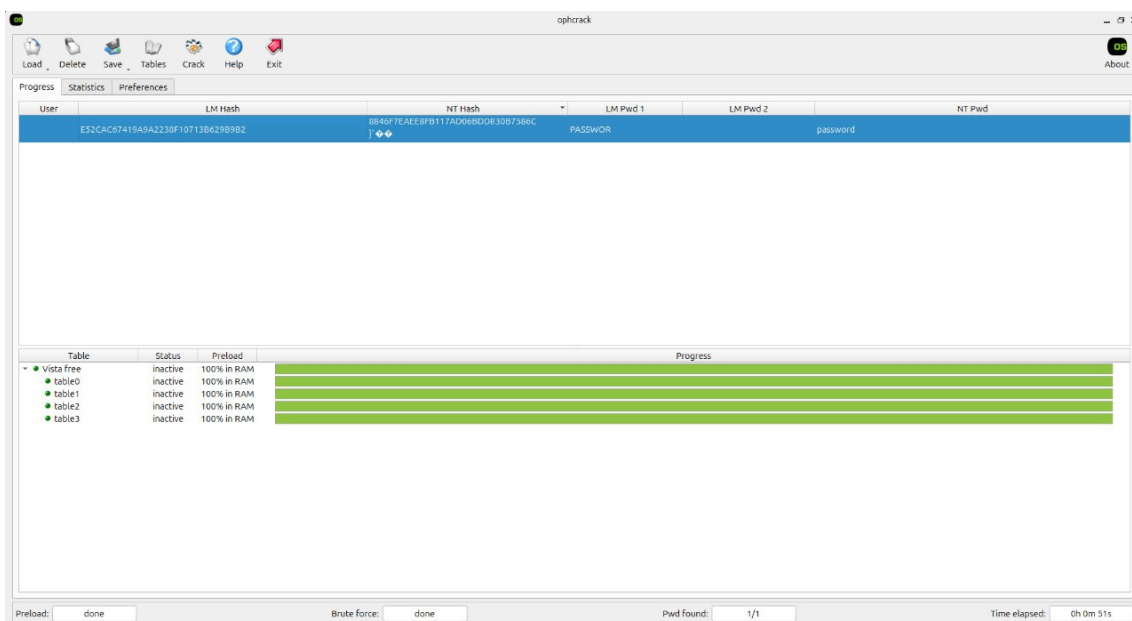 OS
ophcrack
Load Delete Save Tables Crack Help Exit
OS
About
Progress Statistics Preferences
User LM Hash NT Hash LM Pwd 1 LM Pwd 2 NT Pwd
E52CAC67419A9A2238F10713B629B9B2 8846F7EAEE8FB117AD06BDD830B7586C PASSWOR password
}`��
Table Status Preload Progress
Vista free inactive 100% in RAM
table0 inactive 100% in RAM
table1 inactive 100% in RAM
table2 inactive 100% in RAM
table3 inactive 100% in RAM
Preload: done Brute force: done Pwd found: 1/1 Time elapsed: 0h 0m 51s